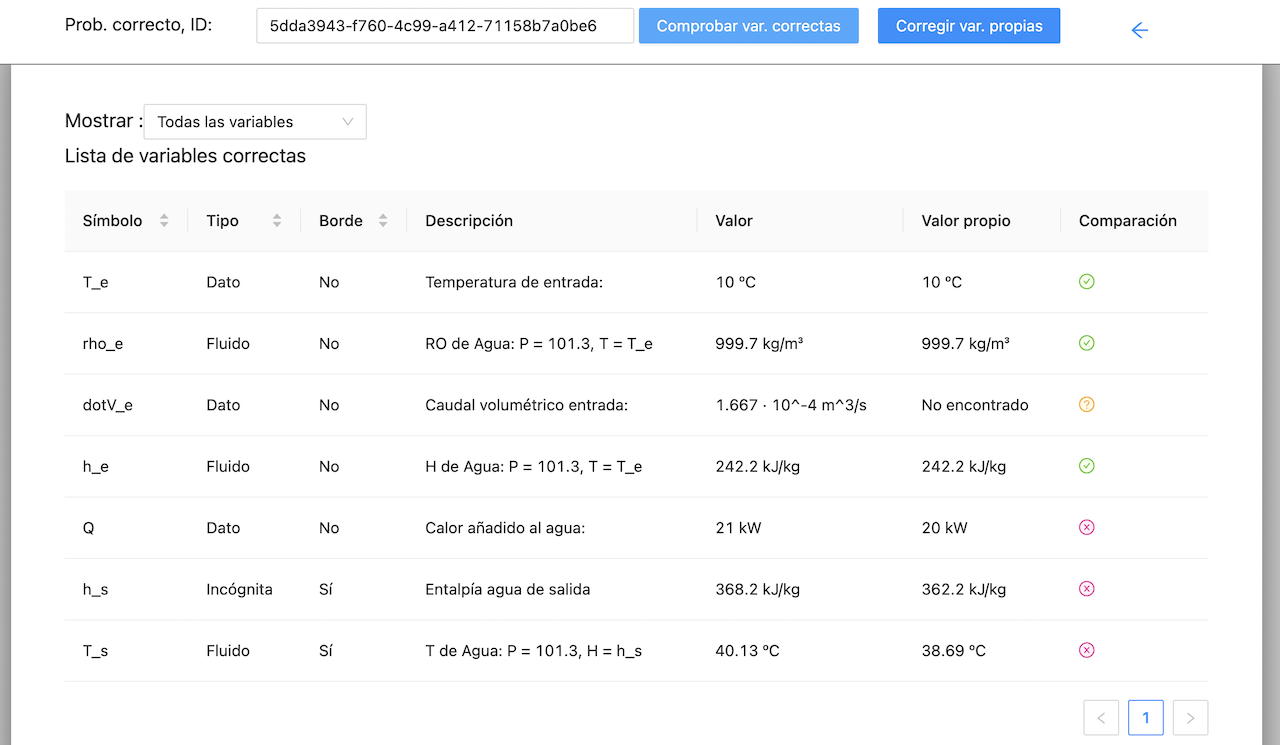 Prob. correcto, ID: 5dda3943-f760-4c99-a412-71158b7a0be6 Comprobar var. correctas Corregir var. propias
Mostrar : Todas las variables
Lista de variables correctas
Símbolo Tipo Borde Descripción Valor Valor propio Comparación
T_e Dato No Temperatura de entrada: 10 ºC 10 ºC
rho_e Fluido No RO de Agua: P = 101.3, T = T_e 999.7 kg/m³ 999.7 kg/m³
dotV_e Dato No Caudal volumétrico entrada: 1.667 · 10^-4 m^3/s No encontrado
h_e Fluido No H de Agua: P = 101.3, T = T_e 242.2 kJ/kg 242.2 kJ/kg
Q Dato No Calor añadido al agua: 21 kW 20 kW
h_s Incógnita Sí Entalpía agua de salida 368.2 kJ/kg 362.2 kJ/kg
T_s Fluido Sí T de Agua: P = 101.3, H = h_s 40.13 ºC 38.69 ºC
< 1 >